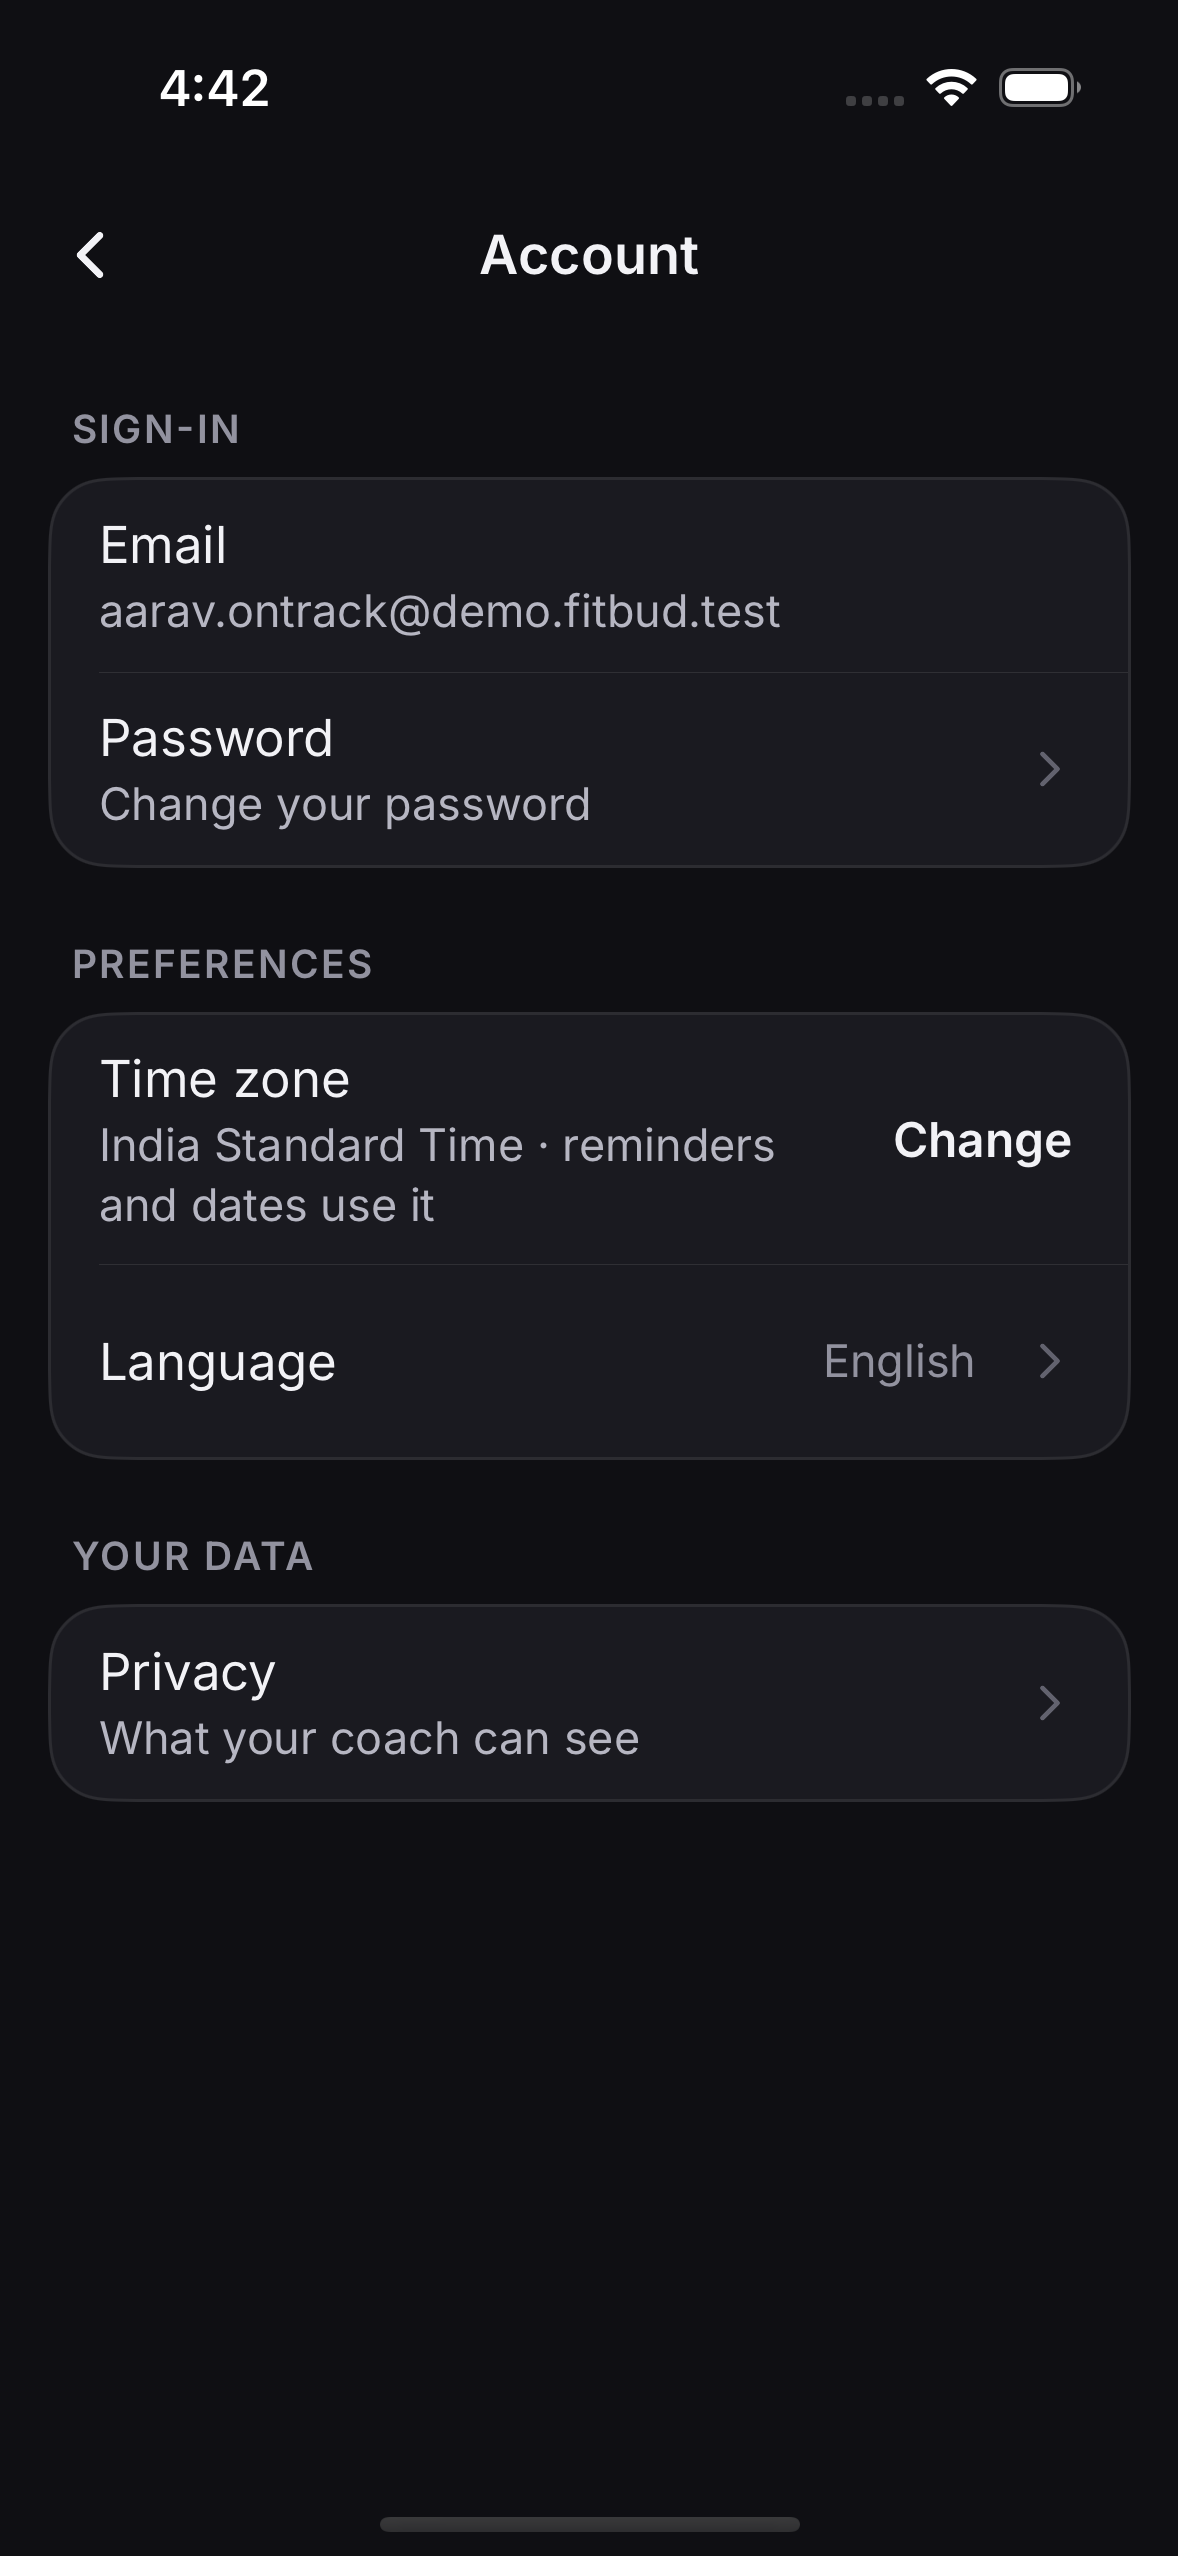 4:42
Account
SIGN-IN
Email
aarav.ontrack@demo.fitbud.test
Password
Change your password
PREFERENCES
Time zone
India Standard Time · reminders
and dates use it
Change
Language
English
YOUR DATA
Privacy
What your coach can see